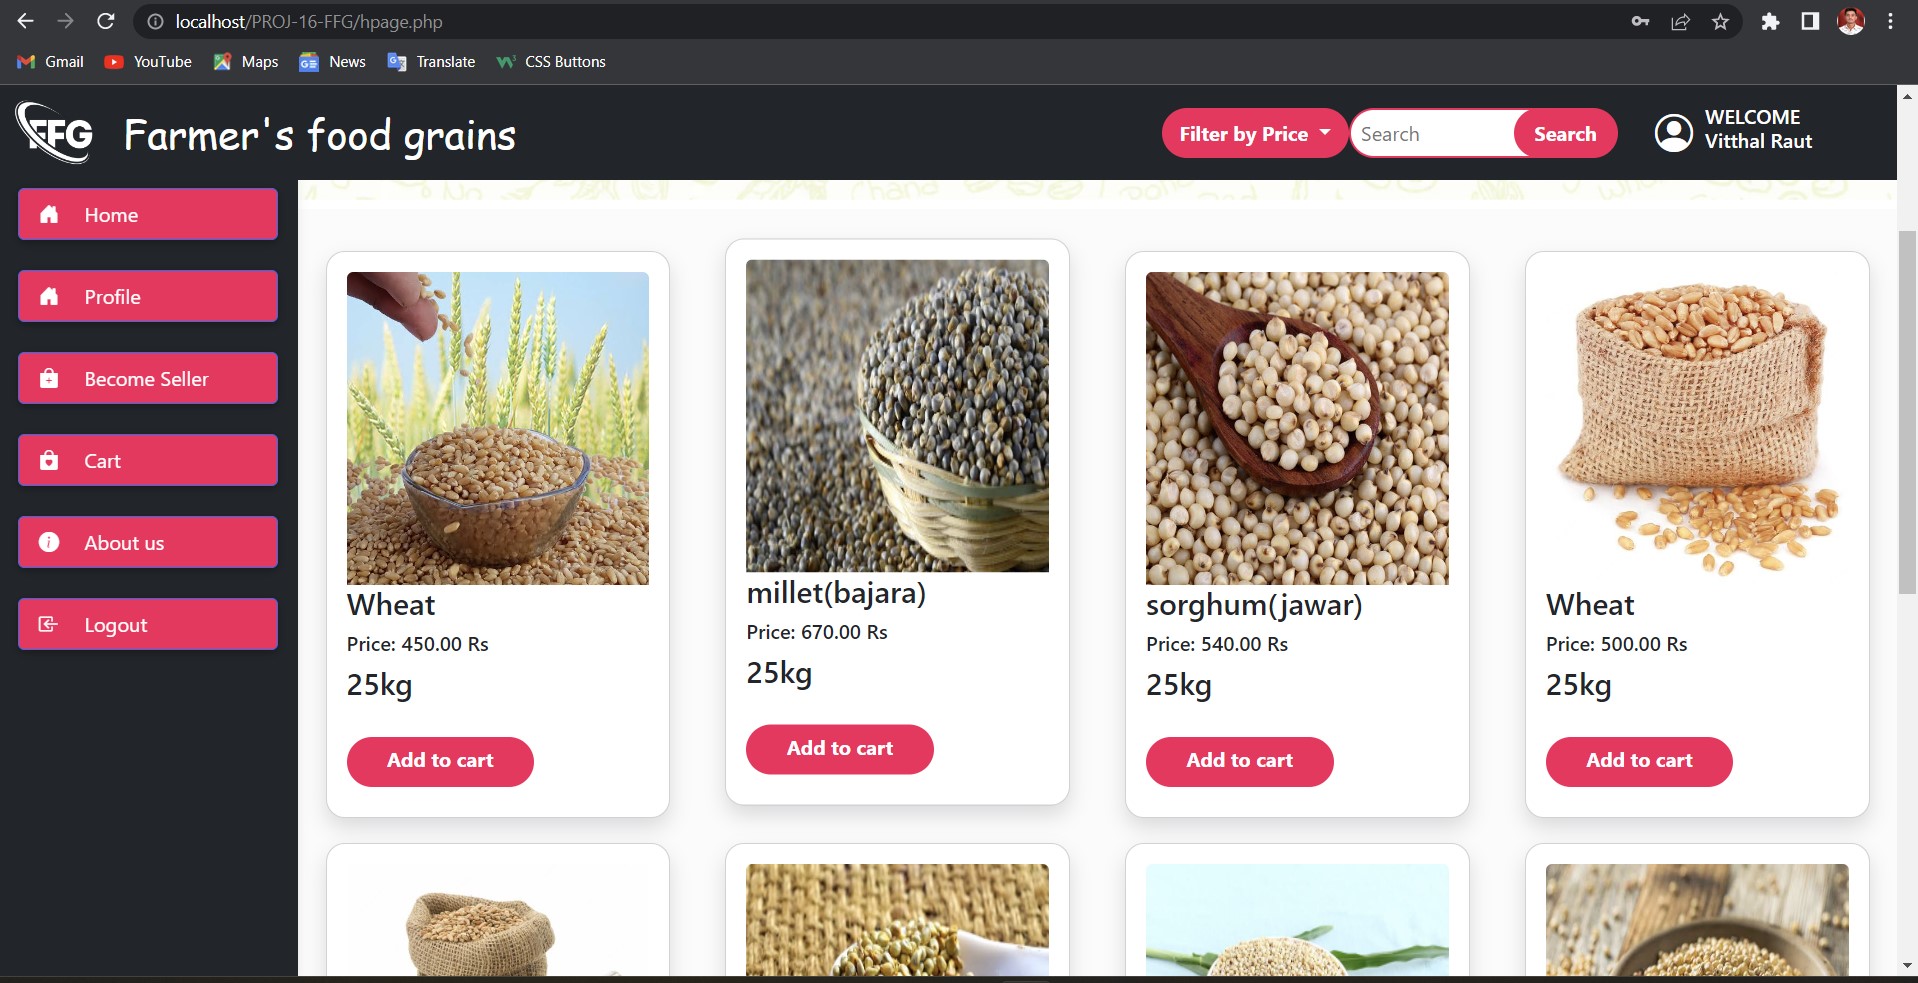 localhost/PROJ-16-FFG/hpage.php
Gmail YouTube Maps News Translate CSS Buttons
FFG Farmer's food grains Filter by Price Search Search WELCOME
Vitthal Raut
Home
Profile
Become Seller
Cart
About us
Logout
Chana
Wheat
Price: 450.00 Rs
25kg
Add to cart
millet(bajara)
Price: 670.00 Rs
25kg
Add to cart
sorghum(jawar)
Price: 540.00 Rs
25kg
Add to cart
Wheat
Price: 500.00 Rs
25kg
Add to cart